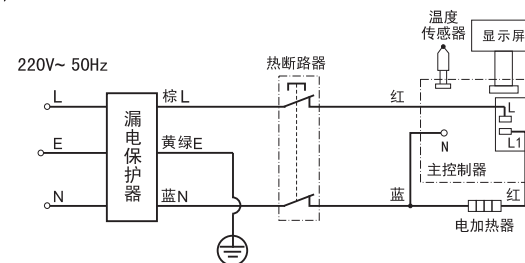 温度
传感器
显示屏
220V~ 50Hz
热断路器
L
棕L
红
L
漏电保护器
E
黄绿E
N
L1
主控制器
N
蓝N
蓝
红
电加热器